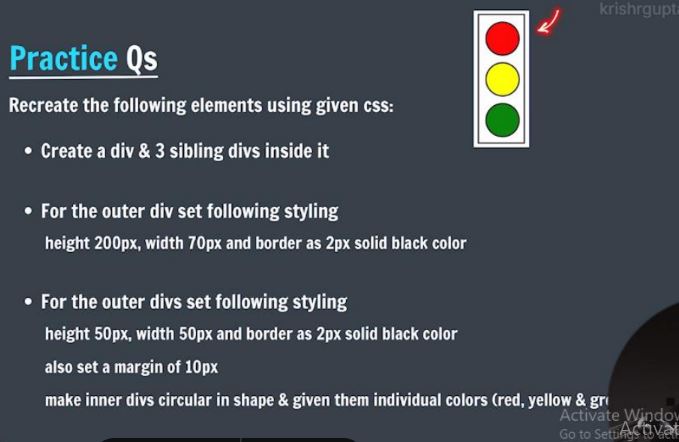 krishrgupt
Practice Qs
Recreate the following elements using given css:
• Create a div & 3 sibling divs inside it
• For the outer div set following styling
height 200px, width 70px and border as 2px solid black color
• For the outer divs set following styling
height 50px, width 50px and border as 2px solid black color
also set a margin of 10px
make inner divs circular in shape & given them individual colors (red, yellow & gr
Activate Window
Go to Settings to acti
Activat